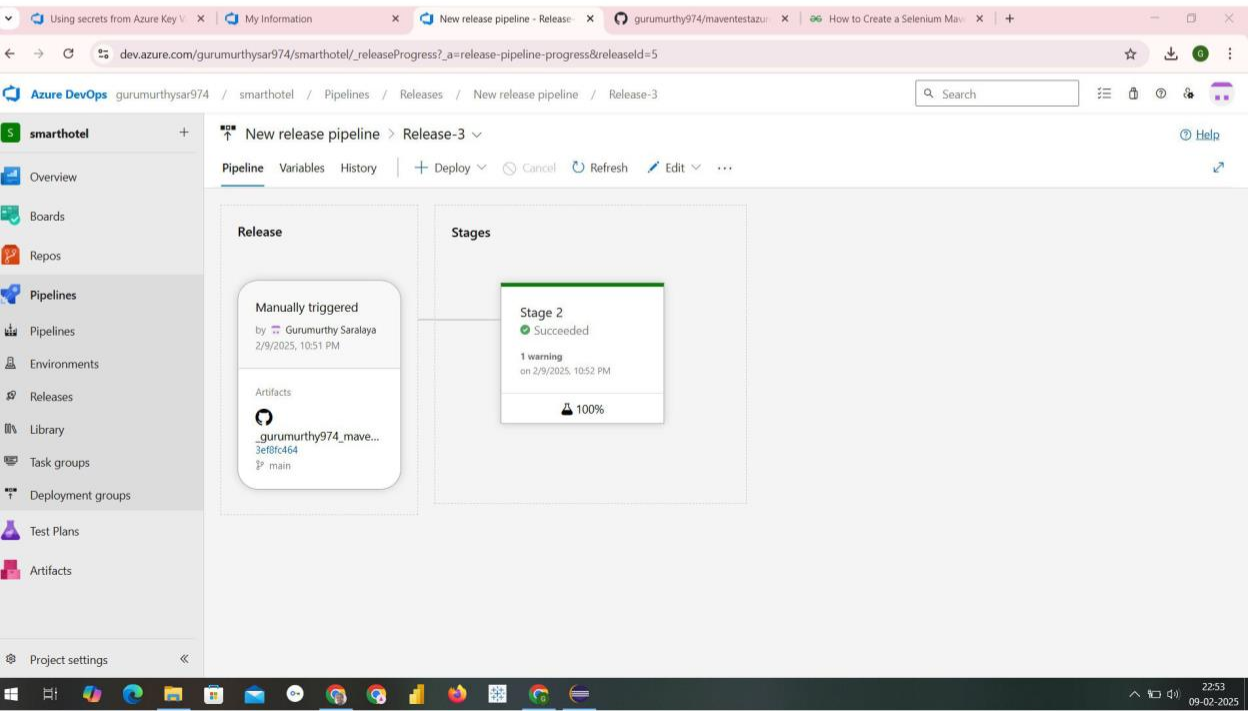 Using secrets from Azure Key V
My Information
New release pipeline - Release-
gurumurthy974/maventestazur
How to Create a Selenium Mav
dev.azure.com/gurumurthysar974/smarthotel/_releaseProgress?_a=release-pipeline-progress&releaseId=5
G
Azure DevOps gurumurthysar974 / smarthotel / Pipelines / Releases / New release pipeline / Release-3
Search
S smarthotel
New release pipeline > Release-3
Help
Pipeline Variables History Deploy Cancel Refresh Edit
Overview
Boards
Repos
Pipelines
Pipelines
Environments
Releases
Library
Task groups
Deployment groups
Test Plans
Artifacts
Project settings
Release
Manually triggered
by Gurumurthy Saralaya
2/9/2025, 10:51 PM
Artifacts
_gurumurthy974_mave...
3ef8fc464
main
Stages
Stage 2
Succeeded
1 warning
on 2/9/2025, 10:52 PM
100%
22:53
09-02-2025